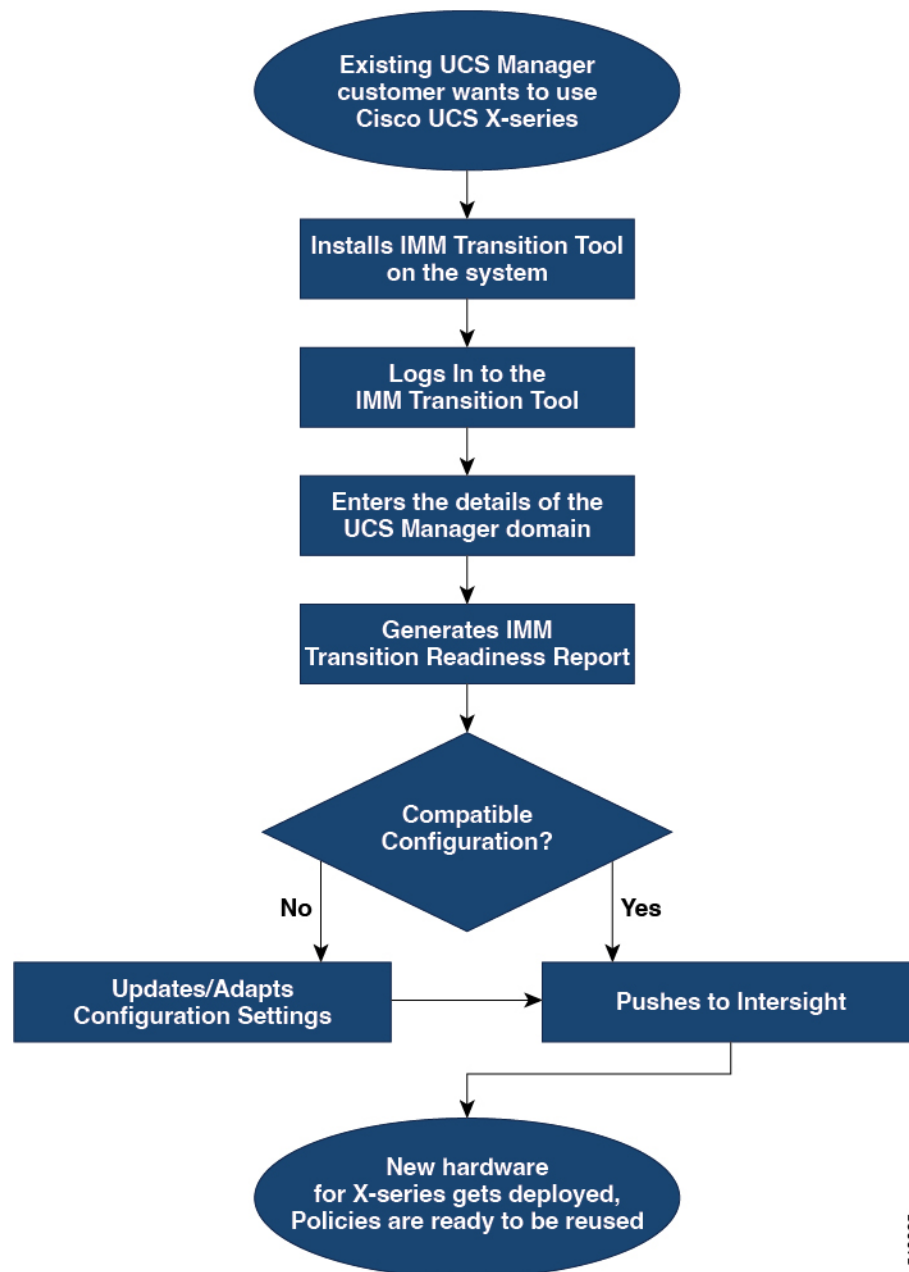 Existing UCS Manager
customer wants to use
Cisco UCS X-series
Installs IMM Transition Tool
on the system
Logs In to the
IMM Transition Tool
Enters the details of the
UCS Manager domain
Generates IMM
Transition Readiness Report
Compatible
Configuration?
No
Yes
Updates/Adapts
Configuration Settings
Pushes to Intersight
New hardware
for X-series gets deployed,
Policies are ready to be reused